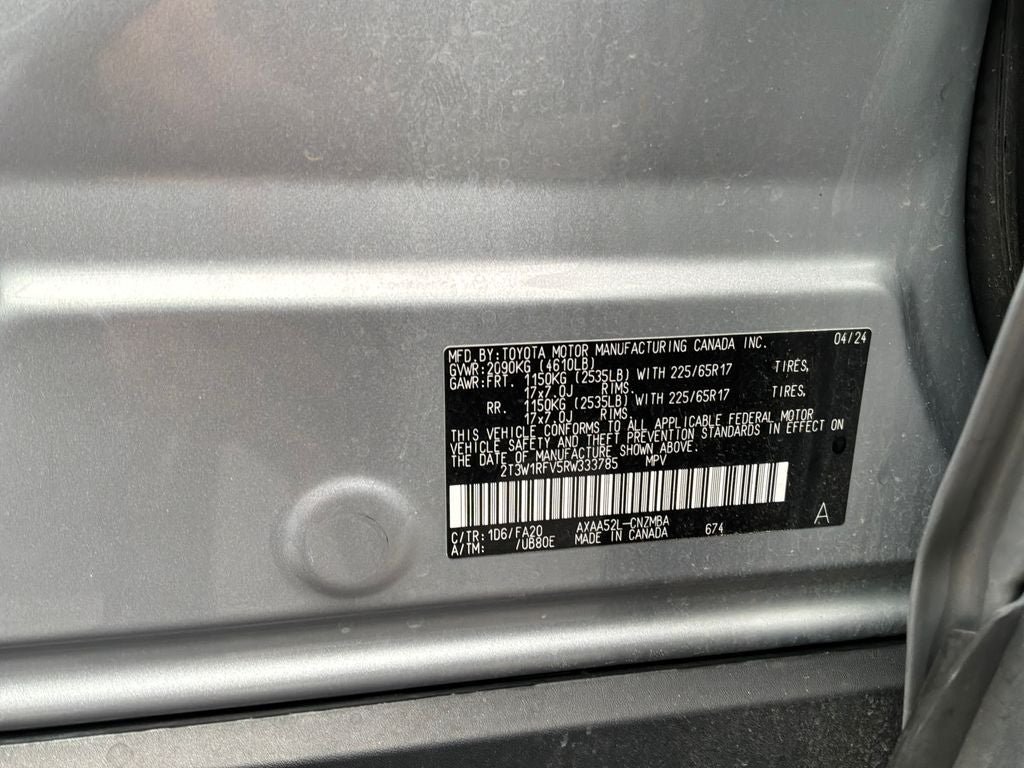 MFD.BY:TOYOTA MOTOR MANUFACTURING CANADA INC. 04/24
GVWR:2090KG (4610LB)
GAWR:FRT. 1150KG (2535LB) WITH 225/65R17 TIRES,
17x7.0J RIMS,
RR. 1150KG (2535LB) WITH 225/65R17 TIRES,
17x7.0J RIMS
THIS VEHICLE CONFORMS TO ALL APPLICABLE FEDERAL MOTOR
VEHICLE SAFETY AND THEFT PREVENTION STANDARDS IN EFFECT ON
THE DATE OF MANUFACTURE SHOWN ABOVE.
2T3W1RFV5RW333785 MPV
C/TR: 1D6/FA20 AXAA52L-CNZMBA 674 A
A/TM: /UB80E MADE IN CANADA